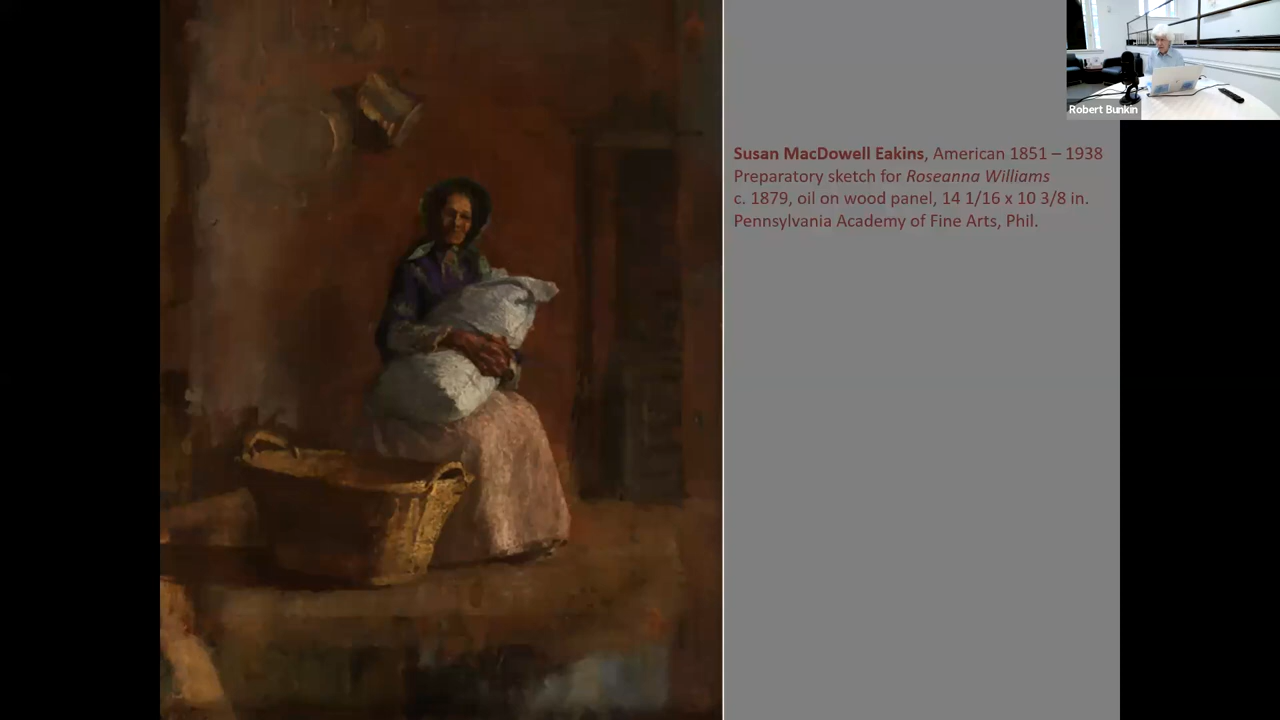 Robert Bunkin
Susan MacDowell Eakins, American 1851 – 1938
Preparatory sketch for Roseanna Williams
c. 1879, oil on wood panel, 14 1/16 x 10 3/8 in.
Pennsylvania Academy of Fine Arts, Phil.